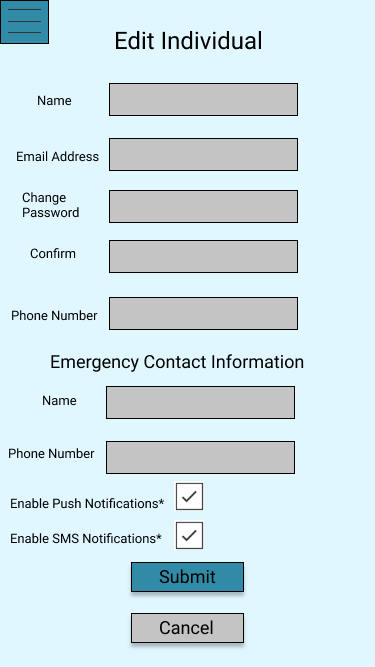 Edit Individual
Name
Email Address
Change
Password
Confirm
Phone Number
Emergency Contact Information
Name
Phone Number
Enable Push Notifications*
Enable SMS Notifications*
Submit
Cancel